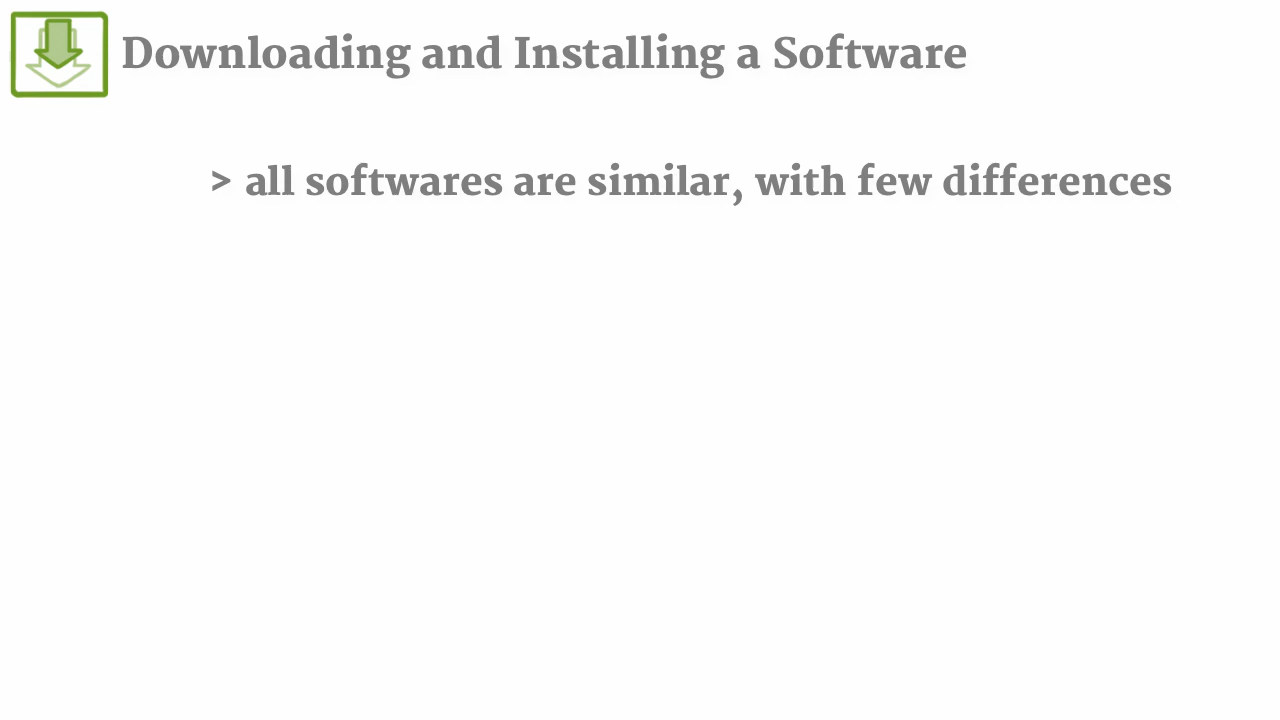 Downloading and Installing a Software
> all softwares are similar, with few differences